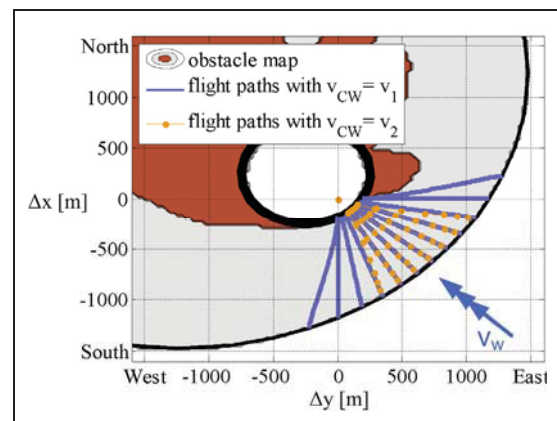 North
obstacle map
flight paths with v_CW = v_1
flight paths with v_CW = v_2
1000
500
Δx [m]
0
-500
-1000
South
V_W
West -1000 -500 0 500 1000 East
Δy [m]